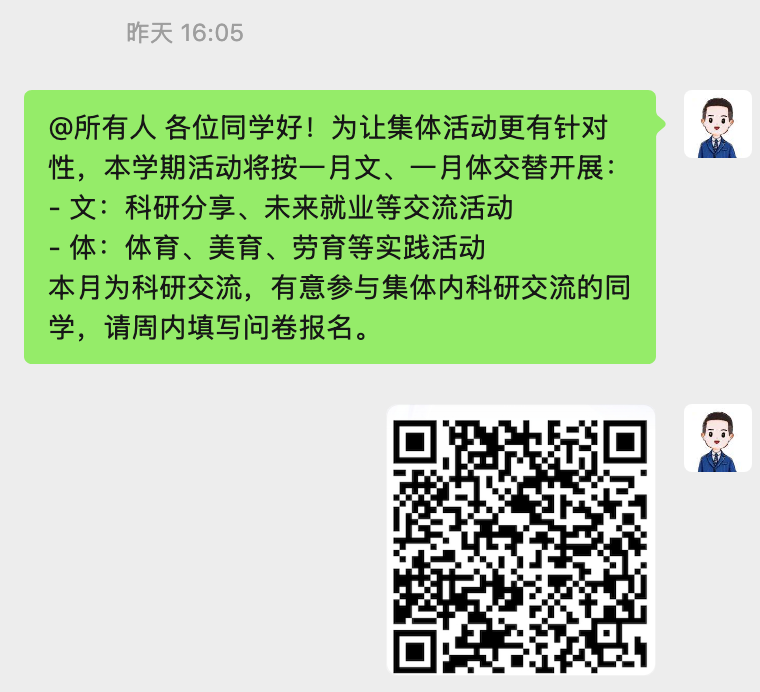 昨天 16:05
@所有人 各位同学好！为让集体活动更有针对
性，本学期活动将按一月文、一月体交替开展：
- 文：科研分享、未来就业等交流活动
- 体：体育、美育、劳育等实践活动
本月为科研交流，有意参与集体内科研交流的同
学，请周内填写问卷报名。